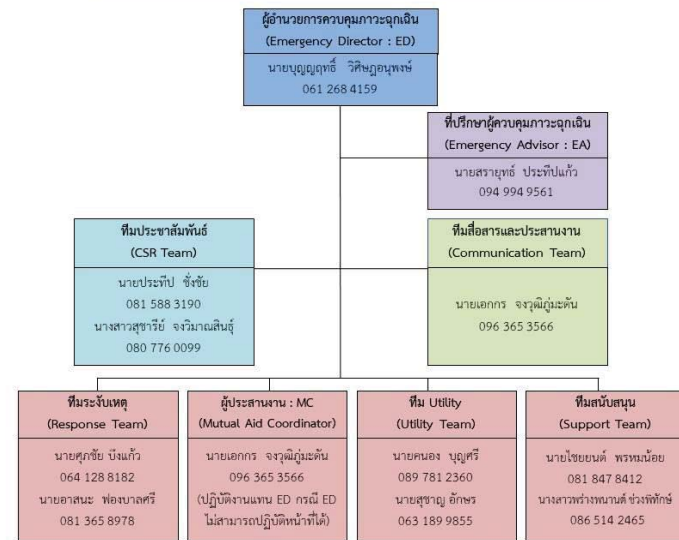 ผู้อำนวยการควบคุมภาวะฉุกเฉิน
(Emergency Director : ED)
นายบุญญฤทธิ์ วิศิษฏอนุพงษ์
061 268 4159
ที่ปรึกษาผู้ควบคุมภาวะฉุกเฉิน
(Emergency Advisor : EA)
นายสรายุทธ์ ประทีปแก้ว
094 994 9561
ทีมประชาสัมพันธ์
(CSR Team)
นายประทีป ชั่งชัย
081 588 3190
นางสาวสุชารีย์ จงวิมาณสินธุ์
080 776 0099
ทีมสื่อสารและประสานงาน
(Communication Team)
นายเอกกร จงวุฒิภู่มะตัน
096 365 3566
ทีมระงับเหตุ
(Response Team)
นายศุภชัย บึงแก้ว
064 128 8182
นายอาสนะ ฟองบาลศรี
081 365 8978
ผู้ประสานงาน : MC
(Mutual Aid Coordinator)
นายเอกกร จงวุฒิภู่มะตัน
096 365 3566
(ปฏิบัติงานแทน ED กรณี ED
ไม่สามารถปฏิบัติหน้าที่ได้)
ทีม Utility
(Utility Team)
นายคนอง บุญศรี
089 781 2360
นายสุชาญ อักษร
063 189 9855
ทีมสนับสนุน
(Support Team)
นายไชยยนต์ พรหมน้อย
081 847 8412
นางสาวพร่างพนานต์ ช่วงพิทักษ์
086 514 2465